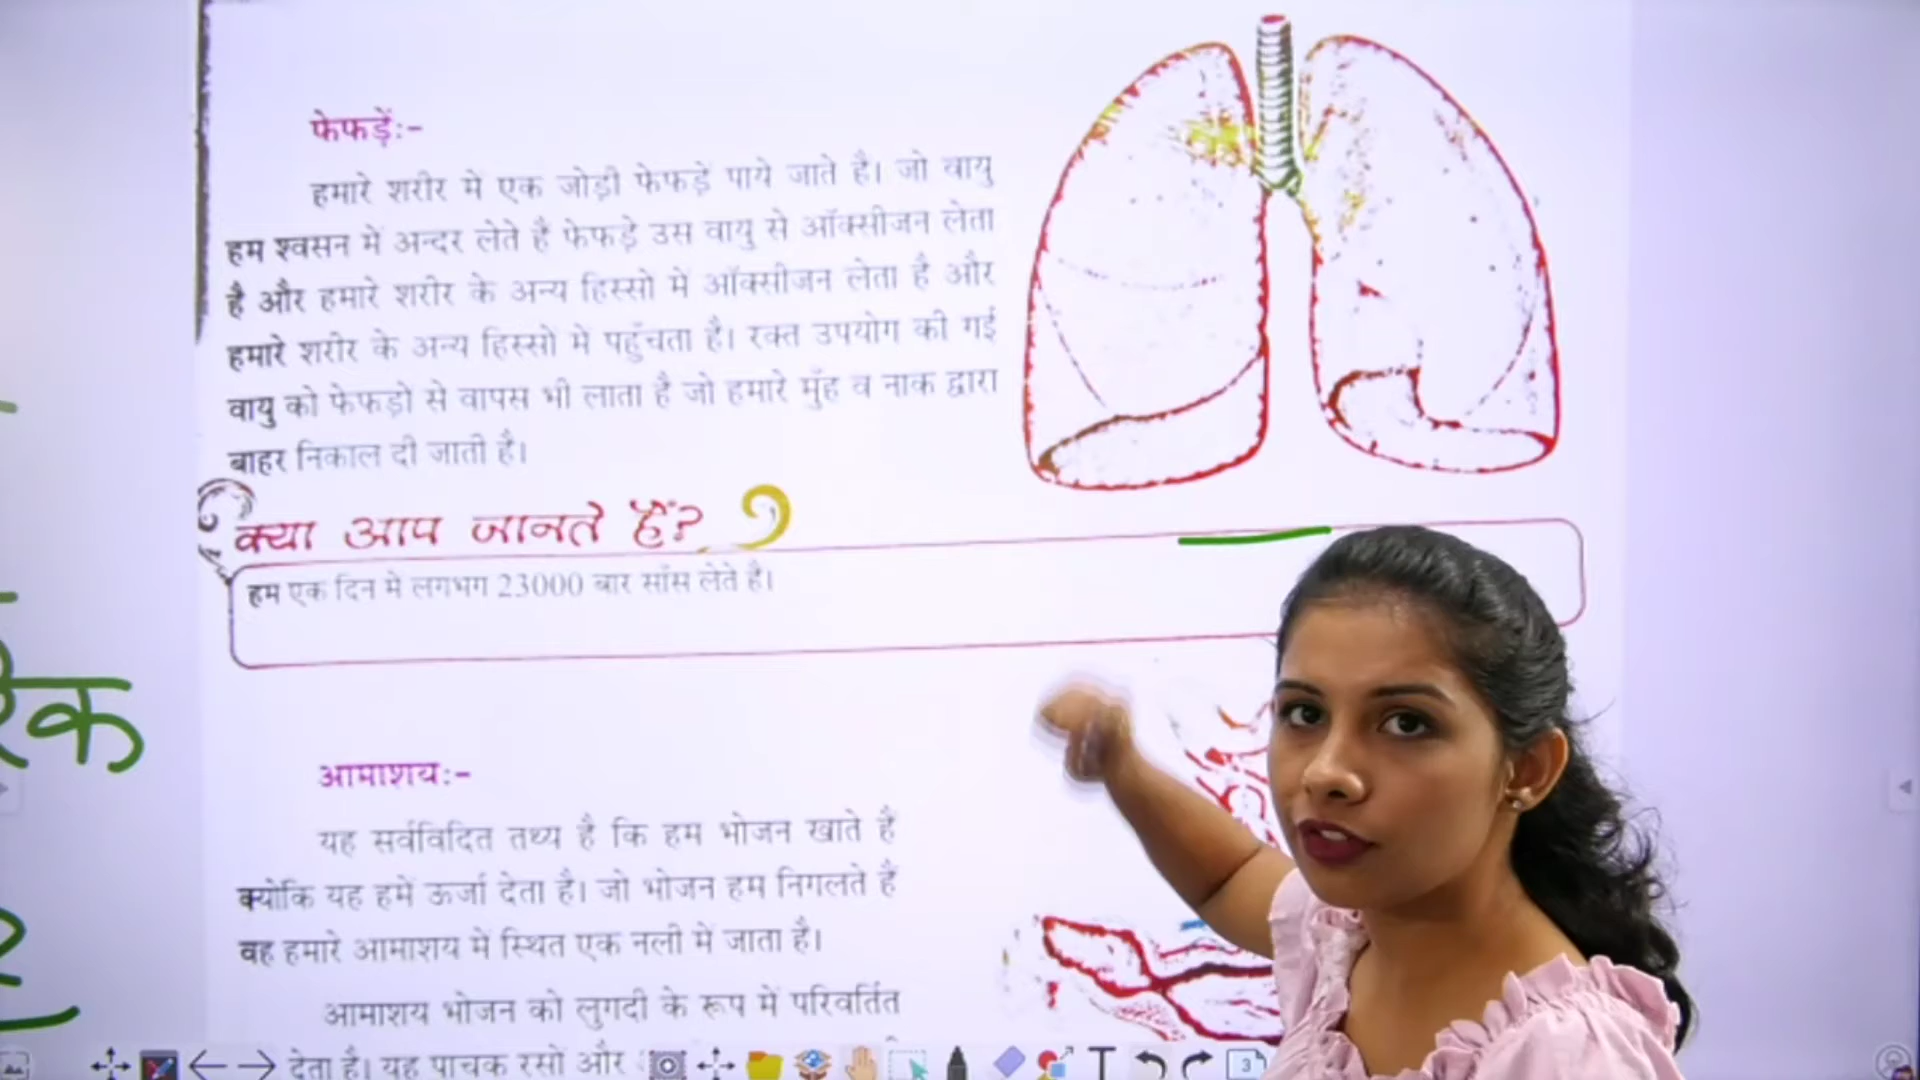 फेफड़ें:-
हमारे शरीर में एक जोड़ी फेफड़े पाये जाते है। जो वायु
हम श्वसन में अन्दर लेते है फेफड़े उस वायु से ऑक्सीजन लेता
है और हमारे शरीर के अन्य हिस्सो में ऑक्सीजन लेता है और
हमारे शरीर के अन्य हिस्सो में पहुँचता है। रक्त उपयोग की गई
वायु को फेफड़ो से वापस भी लाता है जो हमारे मुँह व नाक द्वारा
बाहर निकाल दी जाती है।
क्या आप जानते हैं?
हम एक दिन में लगभग 23000 बार साँस लेते है।
आमाशय:-
यह सर्वविदित तथ्य है कि हम भोजन खाते हैं
क्योकि यह हमें ऊर्जा देता है। जो भोजन हम निगलते हैं
वह हमारे आमाशय में स्थित एक नली में जाता है।
आमाशय भोजन को लुगदी के रूप में परिवर्तित
देता है। यह पाचक रसो और
3